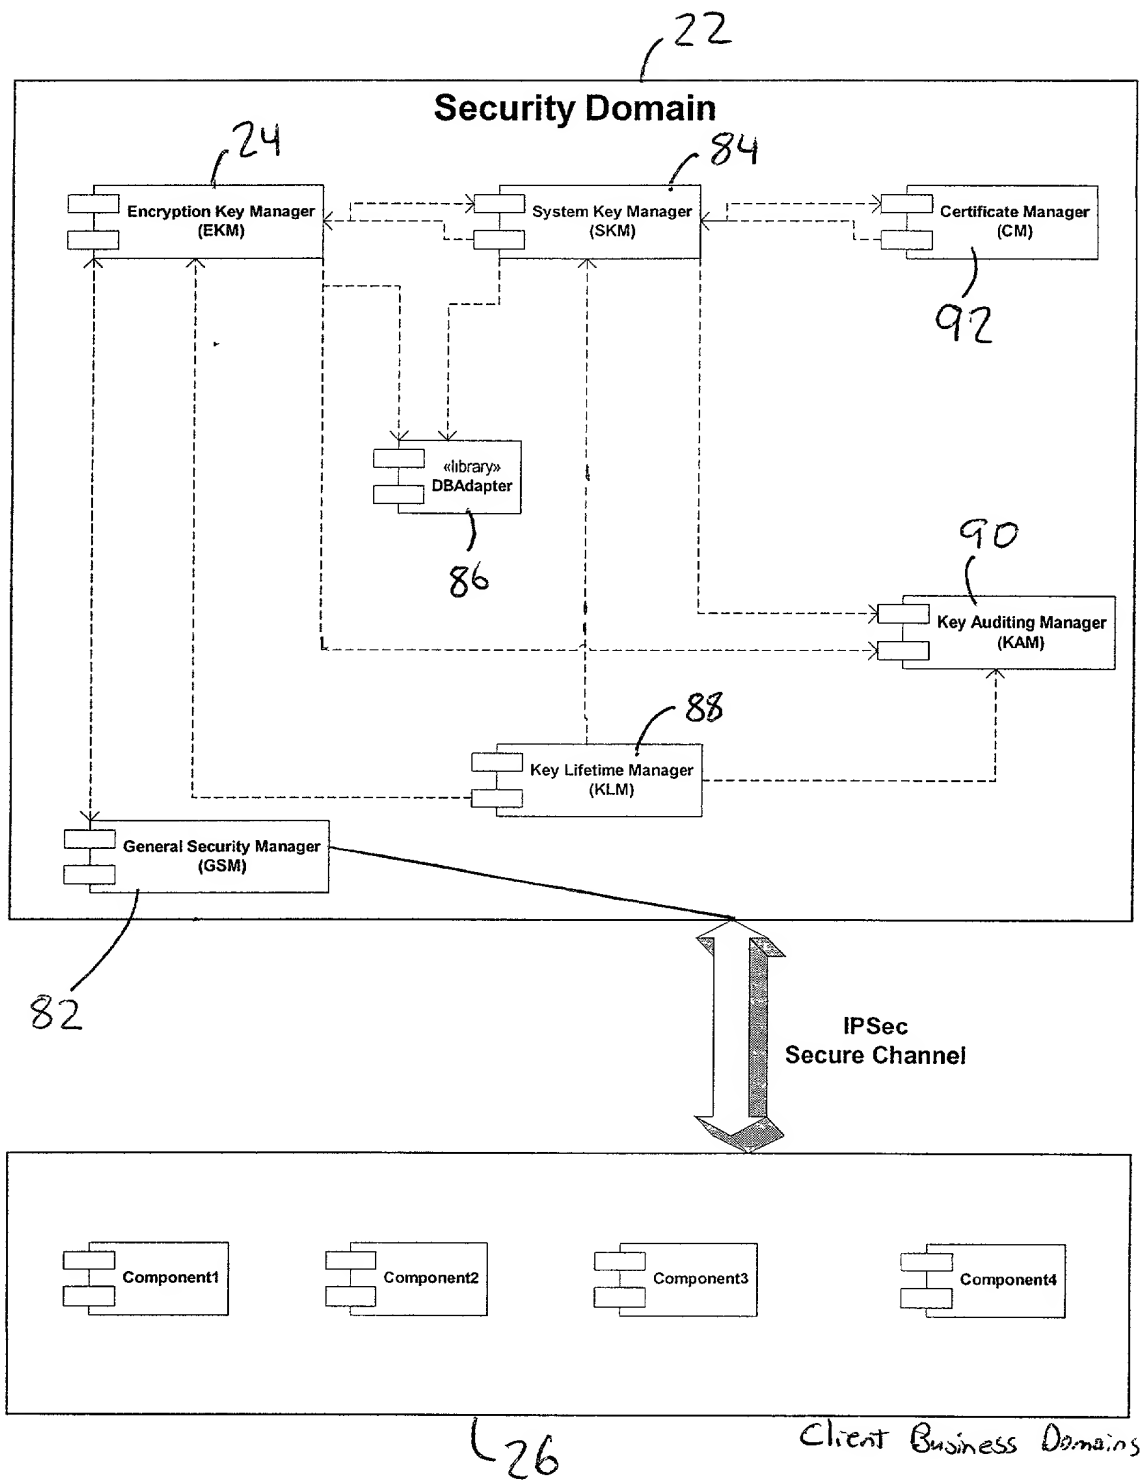 22
Security Domain
24
84
Encryption Key Manager
(EKM)
System Key Manager
(SKM)
Certificate Manager
(CM)
92
«library»
DBAdapter
86
90
Key Auditing Manager
(KAM)
88
Key Lifetime Manager
(KLM)
General Security Manager
(GSM)
82
IPSec
Secure Channel
Component1
Component2
Component3
Component4
26
Client Business Domains